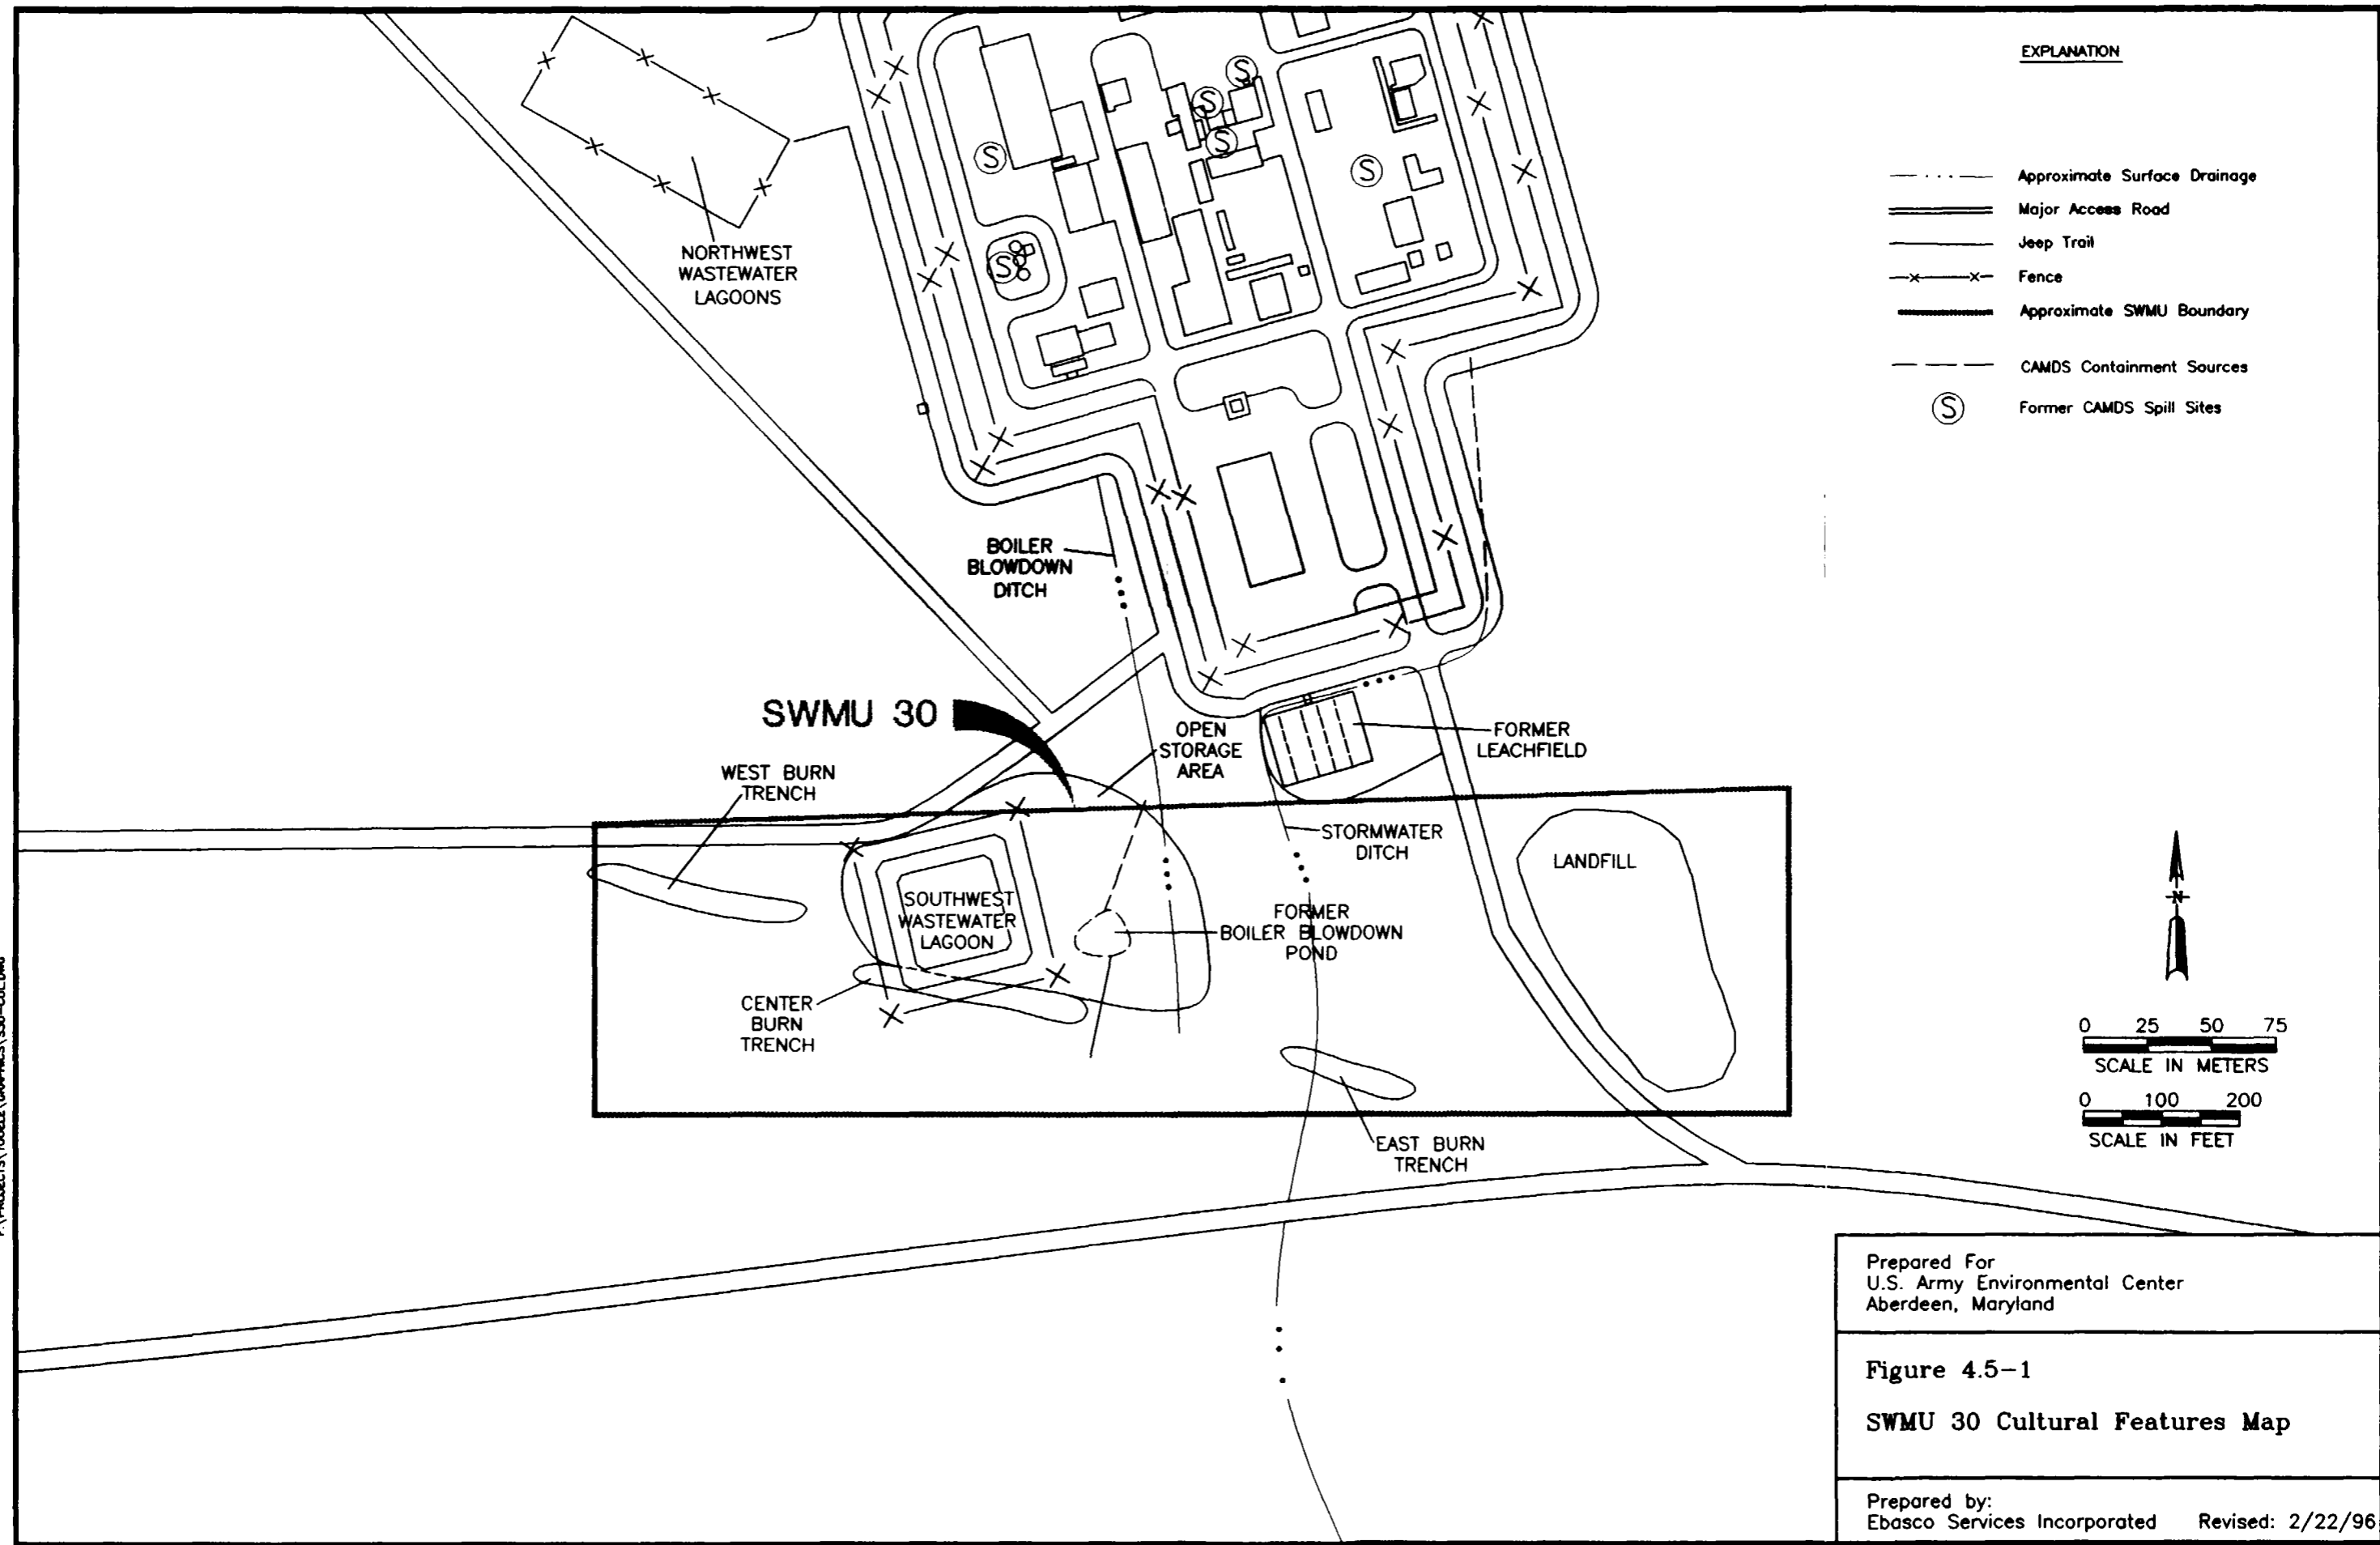 EXPLANATION
Approximate Surface Drainage
Major Access Road
Jeep Trail
Fence
Approximate SWMU Boundary
CAMDS Containment Sources
S
Former CAMDS Spill Sites
S
S
S
S
S
S
NORTHWEST
WASTEWATER
LAGOONS
BOILER
BLOWDOWN
DITCH
SWMU 30
OPEN
STORAGE
AREA
FORMER
LEACHFIELD
WEST BURN
TRENCH
STORMWATER
DITCH
LANDFILL
SOUTHWEST
WASTEWATER
LAGOON
FORMER
BOILER BLOWDOWN
POND
CENTER
BURN
TRENCH
EAST BURN
TRENCH
N
0 25 50 75
SCALE IN METERS
0 100 200
SCALE IN FEET
Prepared For
U.S. Army Environmental Center
Aberdeen, Maryland
Figure 4.5-1
SWMU 30 Cultural Features Map
Prepared by:
Ebasco Services Incorporated Revised: 2/22/96